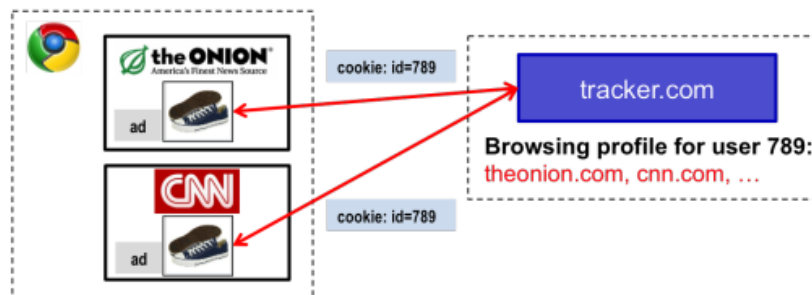 the ONION®
America's Finest News Source
ad
CNN
ad
cookie: id=789
cookie: id=789
tracker.com
Browsing profile for user 789:
theonion.com, cnn.com, …